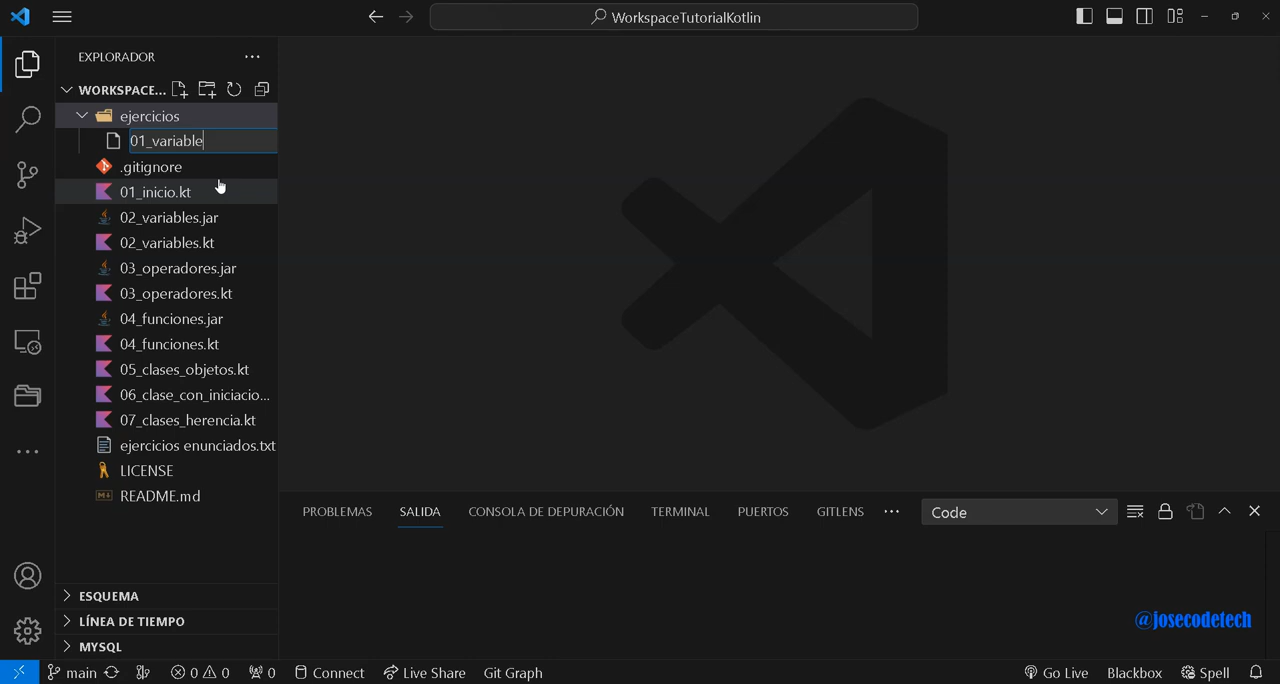 WorkspaceTutorialKotlin
EXPLORADOR
WORKSPACE...
ejercicios
01_variable
.gitignore
01_inicio.kt
02_variables.jar
02_variables.kt
03_operadores.jar
03_operadores.kt
04_funciones.jar
04_funciones.kt
05_clases_objetos.kt
06_clase_con_iniciacio...
07_clases_herencia.kt
ejercicios enunciados.txt
LICENSE
README.md
PROBLEMAS SALIDA CONSOLA DE DEPURACIÓN TERMINAL PUERTOS GITLENS ... Code
ESQUEMA
LÍNEA DE TIEMPO
MYSQL
@josecodetech
main 0 0 0 Connect Live Share Git Graph Go Live Blackbox Spell